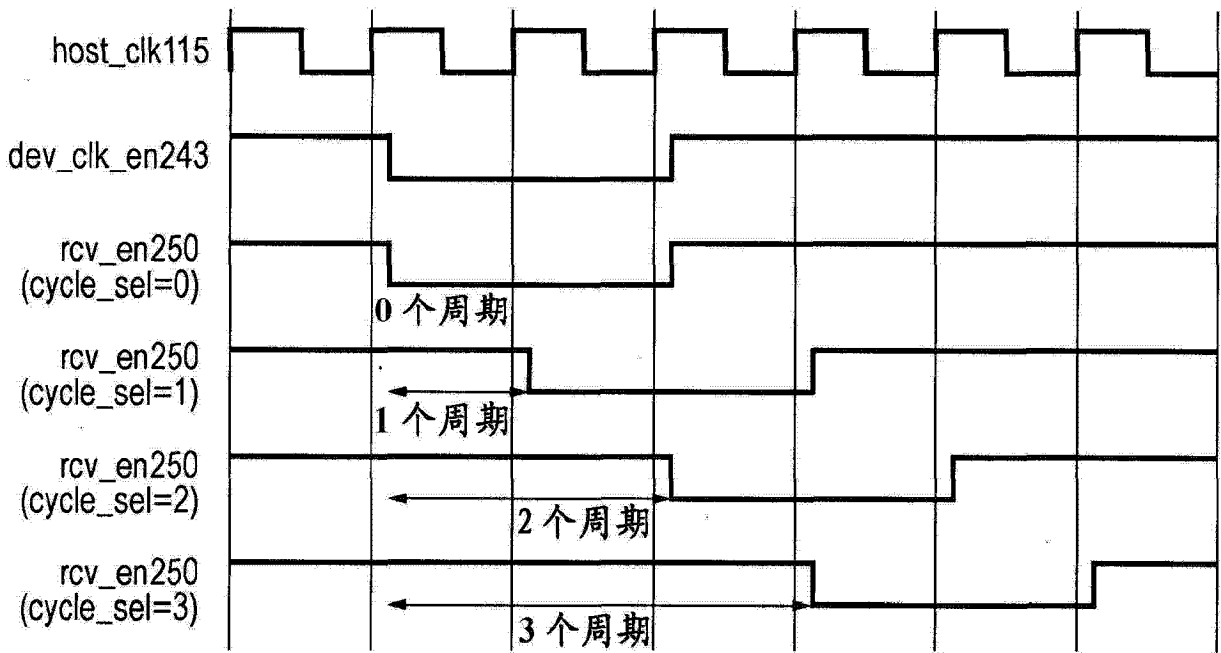 host_clk115
dev_clk_en243
rcv_en250
(cycle_sel=0)
0 个周期
rcv_en250
(cycle_sel=1)
1 个周期
rcv_en250
(cycle_sel=2)
2 个周期
rcv_en250
(cycle_sel=3)
3 个周期